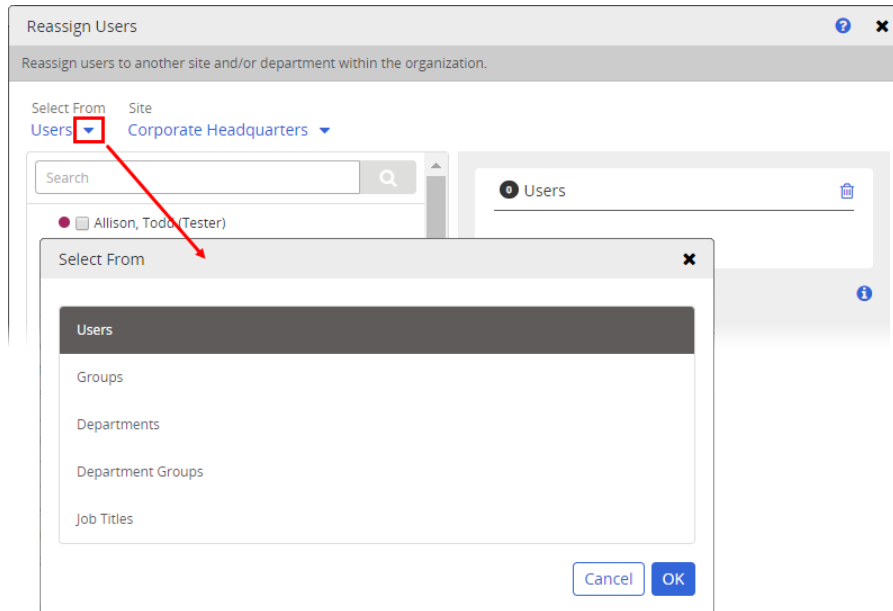 Reassign Users
Reassign users to another site and/or department within the organization.
Select From Site
Users Corporate Headquarters
Search
0 Users
Allison, Todd (Tester)
Select From
Users
Groups
Departments
Department Groups
Job Titles
Cancel OK